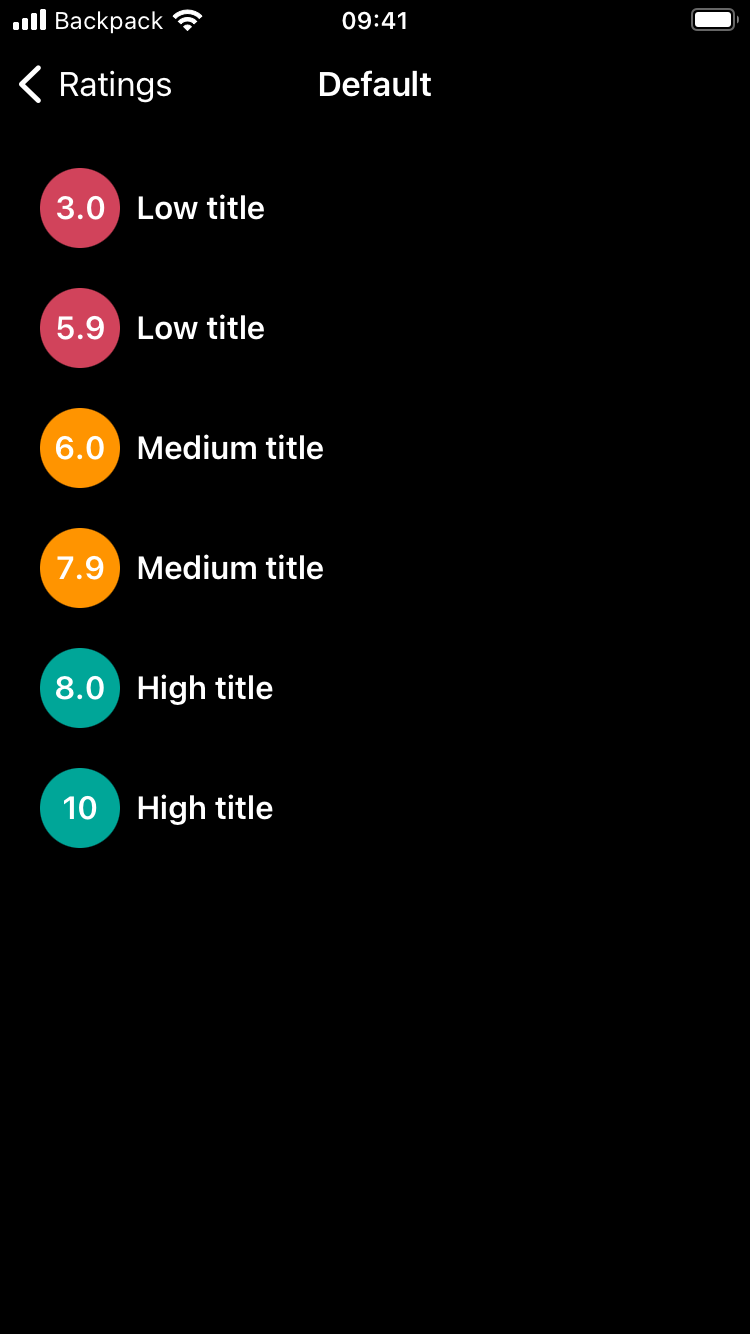 Backpack 09:41
Ratings Default
3.0 Low title
5.9 Low title
6.0 Medium title
7.9 Medium title
8.0 High title
10 High title